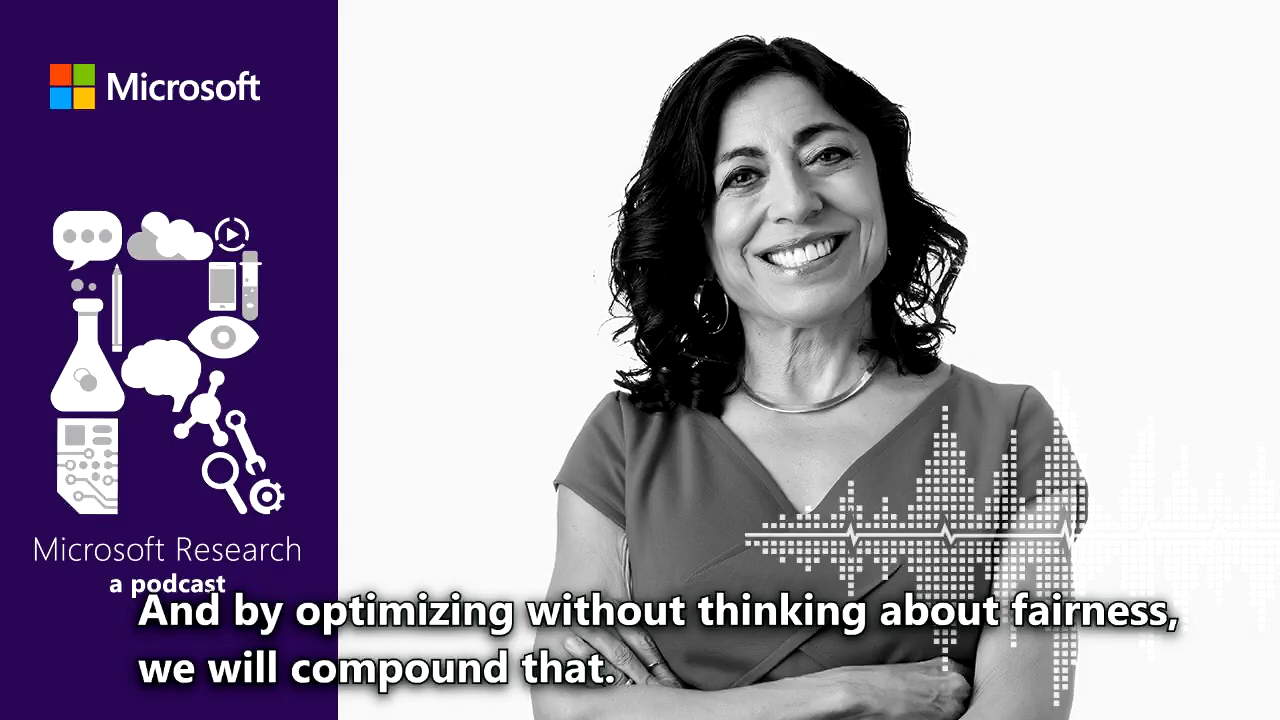 Microsoft
Microsoft Research
a podcast
And by optimizing without thinking about fairness,
we will compound that.